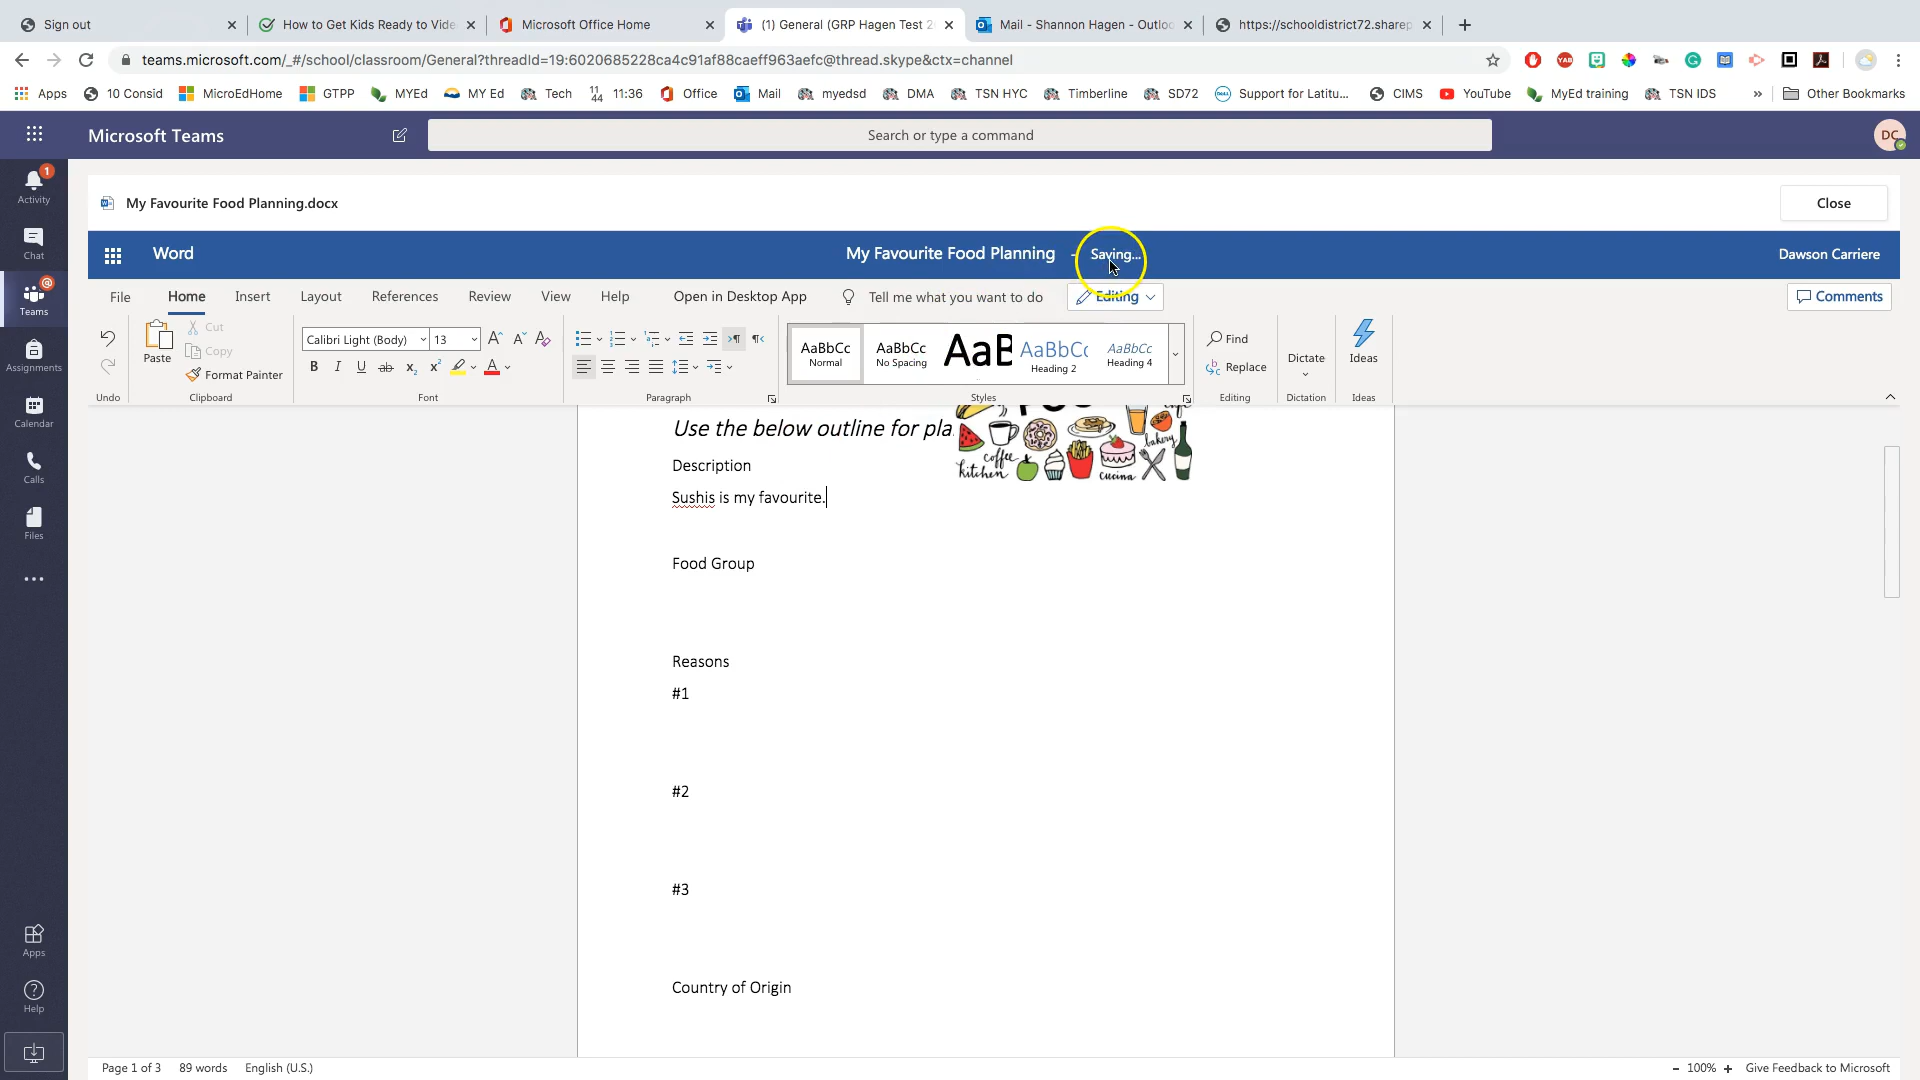 Sign out
How to Get Kids Ready to Vide
Microsoft Office Home
(1) General (GRP Hagen Test 2
Mail - Shannon Hagen - Outloo
https://schooldistrict72.sharep
teams.microsoft.com/_#/school/classroom/General?threadId=19:6020685228ca4c91af88caeff963aefc@thread.skype&ctx=channel
Apps
10 Consid
MicroEdHome
GTPP
MYEd
MY Ed
Tech
11:36
Office
Mail
myedsd
DMA
TSN HYC
Timberline
SD72
Support for Latitu...
CIMS
YouTube
MyEd training
TSN IDS
»
Other Bookmarks
Microsoft Teams
Search or type a command
DC
1
Activity
Chat
Teams
Assignments
Calendar
Calls
Files
Apps
Help
My Favourite Food Planning.docx
Close
Word
My Favourite Food Planning - Saving...
Dawson Carriere
File
Home
Insert
Layout
References
Review
View
Help
Open in Desktop App
Tell me what you want to do
Editing
Comments
Paste
Cut
Copy
Format Painter
Calibri Light (Body)
13
AaBbCc
Normal
AaBbCc
No Spacing
AaB
AaBbCc
Heading 2
AaBbCc
Heading 4
Find
Replace
Dictate
Ideas
Undo
Clipboard
Font
Paragraph
Styles
Editing
Dictation
Ideas
Use the below outline for pla
coffee
kitchen
bakery
cucina
Description
Sushis is my favourite.
Food Group
Reasons
#1
#2
#3
Country of Origin
Page 1 of 3
89 words
English (U.S.)
- 100% +
Give Feedback to Microsoft